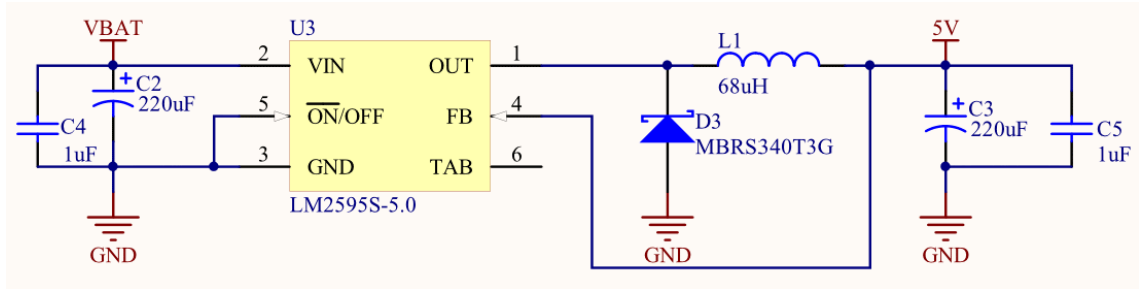 VBAT
U3
5V
2
VIN
OUT
1
L1
C2
220uF
68uH
5
ON/OFF
FB
4
C4
1uF
D3
MBRS340T3G
C3
220uF
C5
1uF
3
GND
TAB
6
LM2595S-5.0
GND
GND
GND